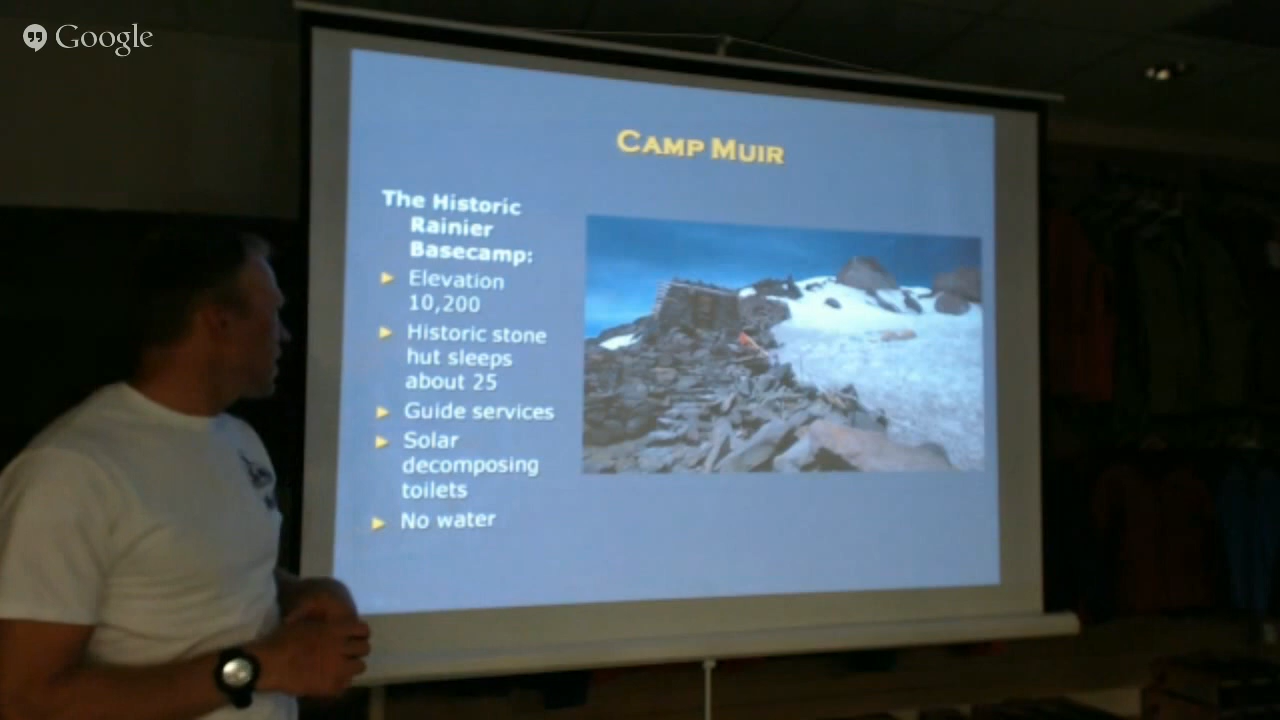 Google
CAMP MUIR
The Historic
Rainier
Basecamp:
Elevation
10,200
Historic stone
hut sleeps
about 25
Guide services
Solar
decomposing
toilets
No water